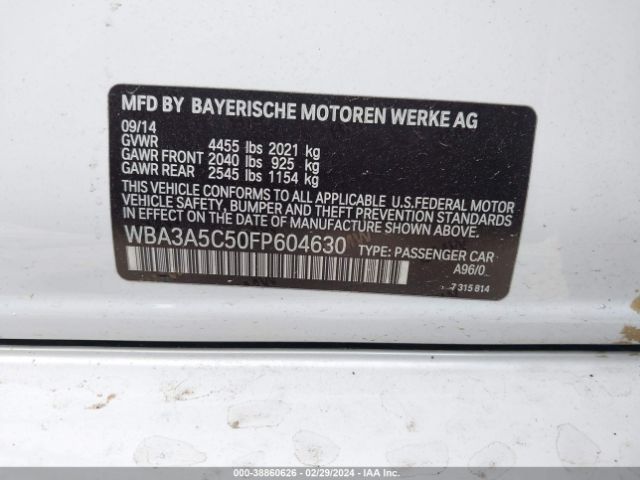 MFD BY BAYERISCHE MOTOREN WERKE AG
09/14
GVWR 4455 lbs 2021 kg
GAWR FRONT 2040 lbs 925 kg
GAWR REAR 2545 lbs 1154 kg
THIS VEHICLE CONFORMS TO ALL APPLICABLE U.S.FEDERAL MOTOR
VEHICLE SAFETY, BUMPER AND THEFT PREVENTION STANDARDS IN
EFFECT ON THE DATE OF MANUFACTURE SHOWN ABOVE.
WBA3A5C50FP604630
TYPE: PASSENGER CAR
A96/0
7 315 814
000-38860626 - 02/29/2024 - IAA Inc.